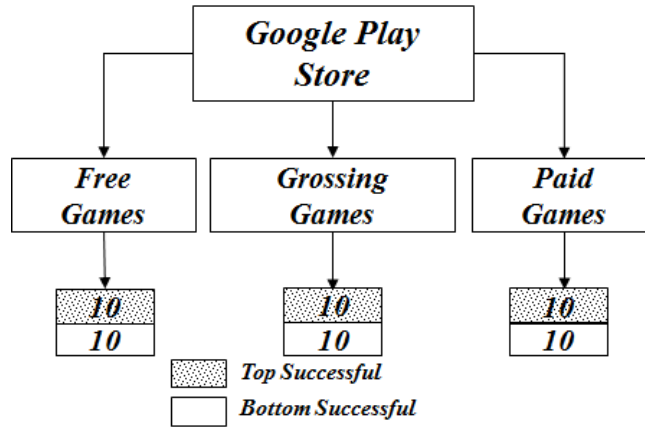 Google Play
Store
Free
Games
Grossing
Games
Paid
Games
10
10
10
10
10
10
Top Successful
Bottom Successful